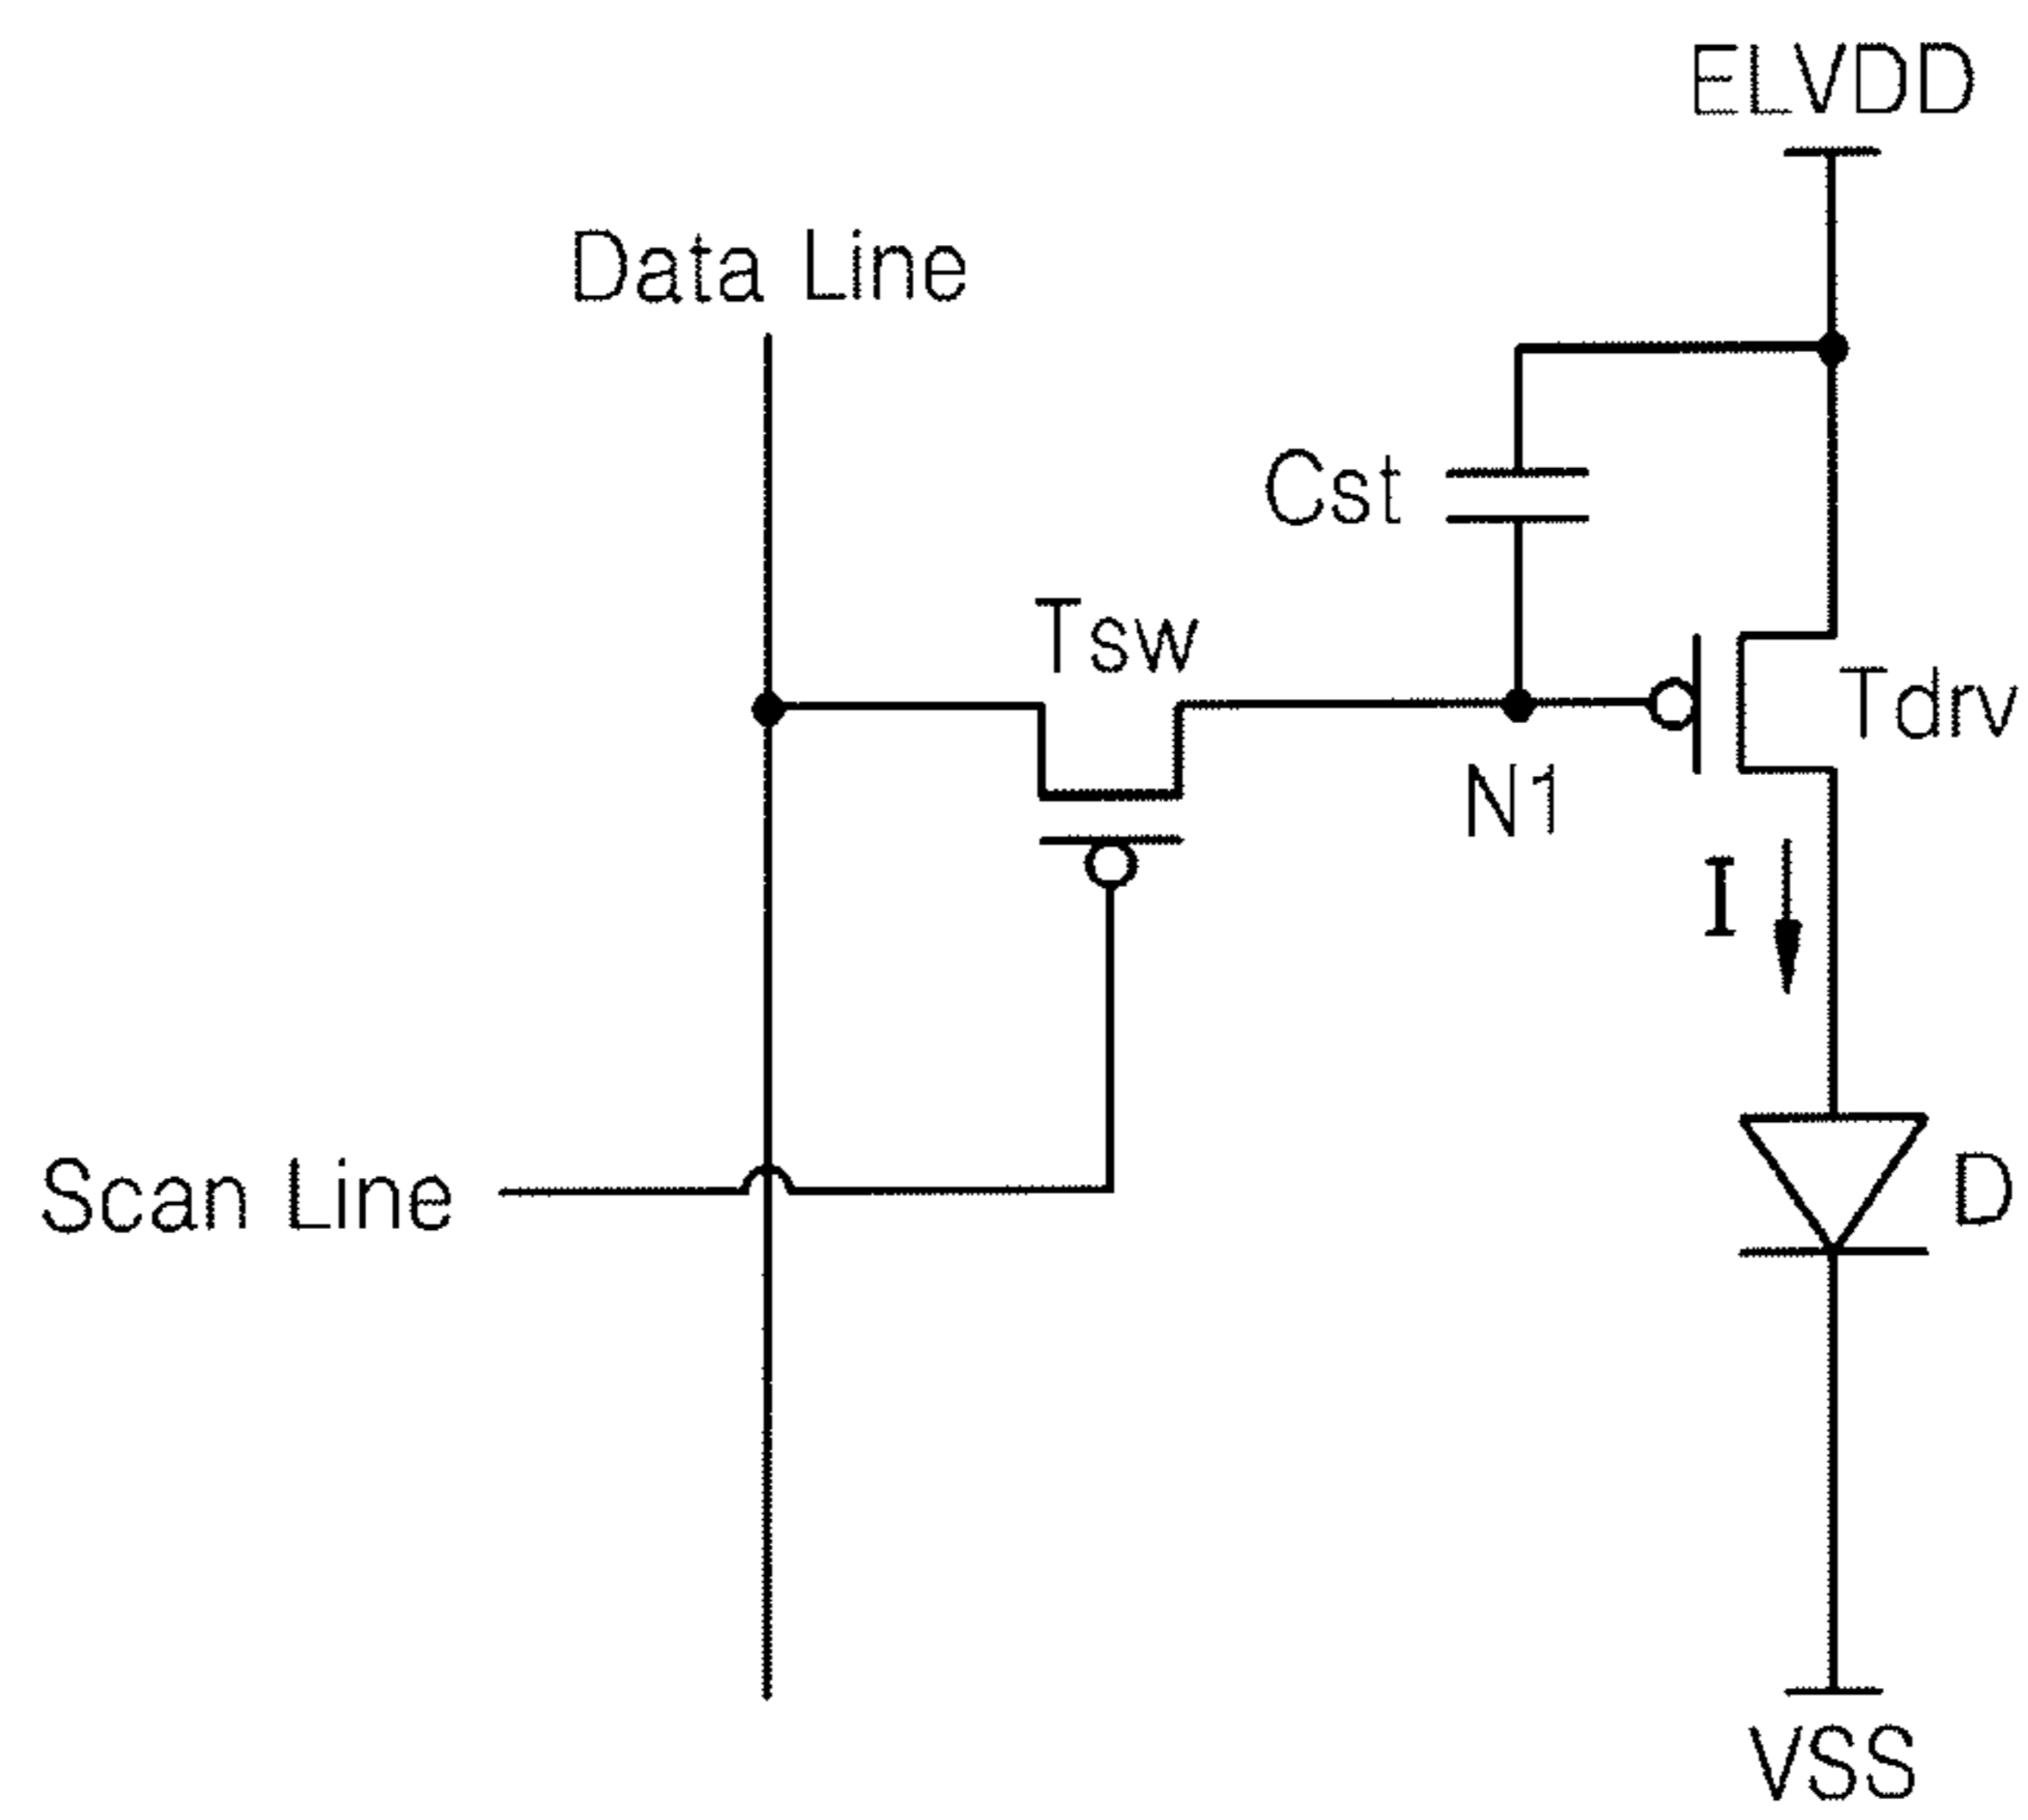 ELVDD
Data Line
Cst
Tsw
Tdrv
N1
I
Scan Line
D
VSS